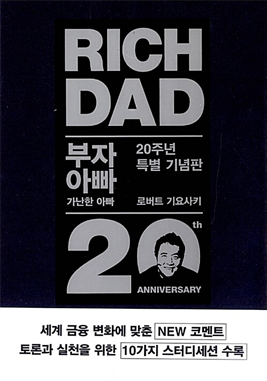 RICH
DAD
부자
아빠
가난한 아빠
20주년
특별 기념판
로버트 기요사키
20th
ANNIVERSARY
세계 금융 변화에 맞춘 NEW 코멘트
토론과 실천을 위한 10가지 스터디세션 수록